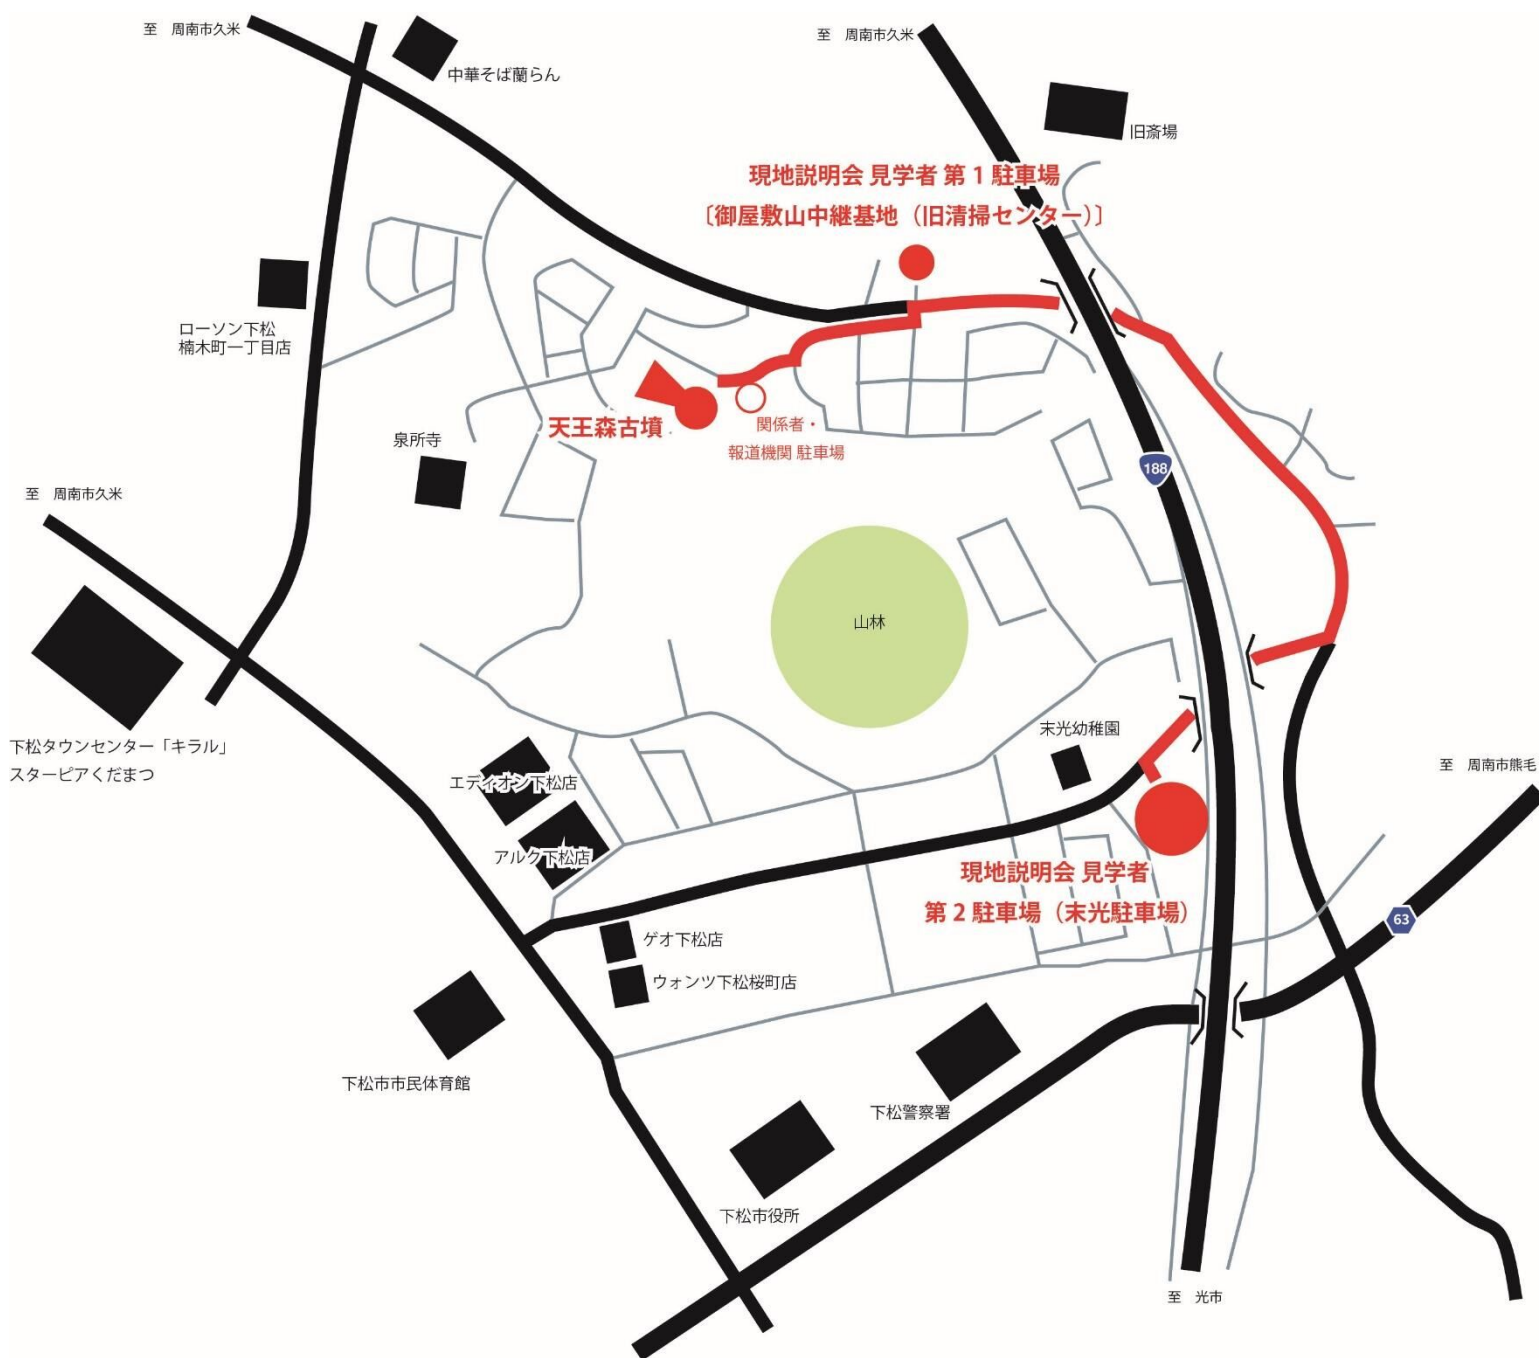 至 周南市久米
至 周南市久米
中華そば蘭らん
旧斎場
現地説明会 見学者 第1駐車場
〔御屋敷山中継基地（旧清掃センター）〕
ローソン下松
楠木町一丁目店
天王森古墳
関係者・
報道機関 駐車場
泉所寺
188
至 周南市久米
山林
下松タウンセンター「キラル」
スターピアくだまつ
末光幼稚園
エディオン下松店
至 周南市熊毛
アルク下松店
現地説明会 見学者
第2駐車場（末光駐車場）
63
ゲオ下松店
ウォンツ下松桜町店
下松市市民体育館
下松警察署
下松市役所
至 光市